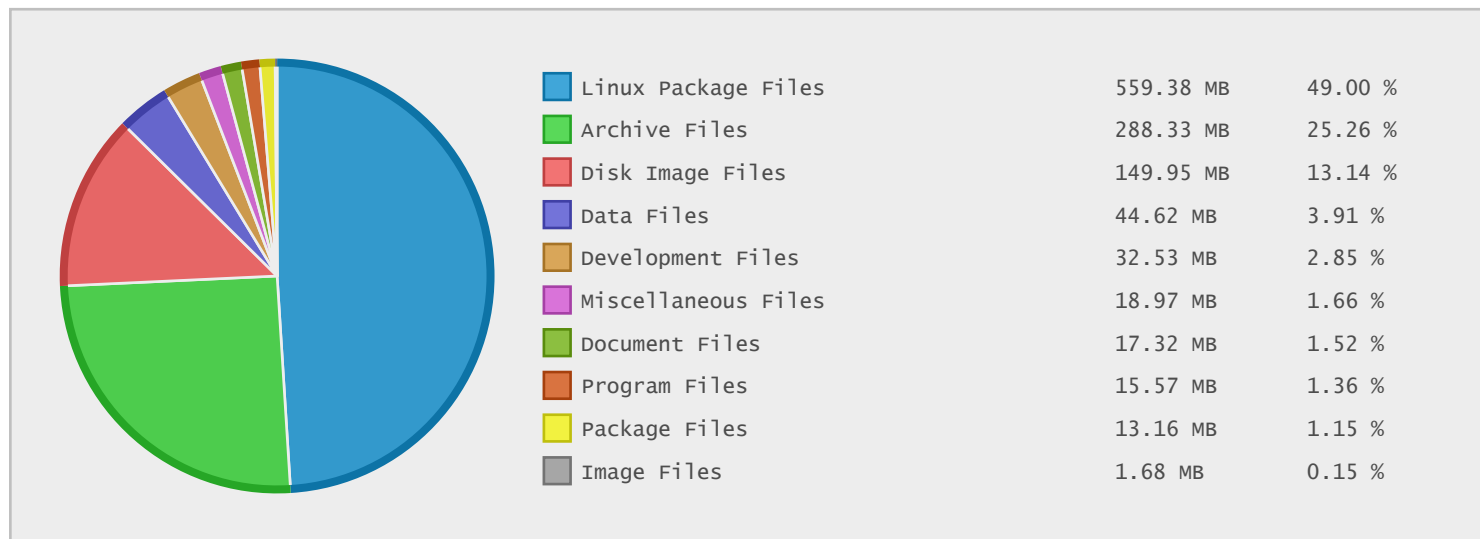 Linux Package Files 559.38 MB 49.00 %
Archive Files 288.33 MB 25.26 %
Disk Image Files 149.95 MB 13.14 %
Data Files 44.62 MB 3.91 %
Development Files 32.53 MB 2.85 %
Miscellaneous Files 18.97 MB 1.66 %
Document Files 17.32 MB 1.52 %
Program Files 15.57 MB 1.36 %
Package Files 13.16 MB 1.15 %
Image Files 1.68 MB 0.15 %